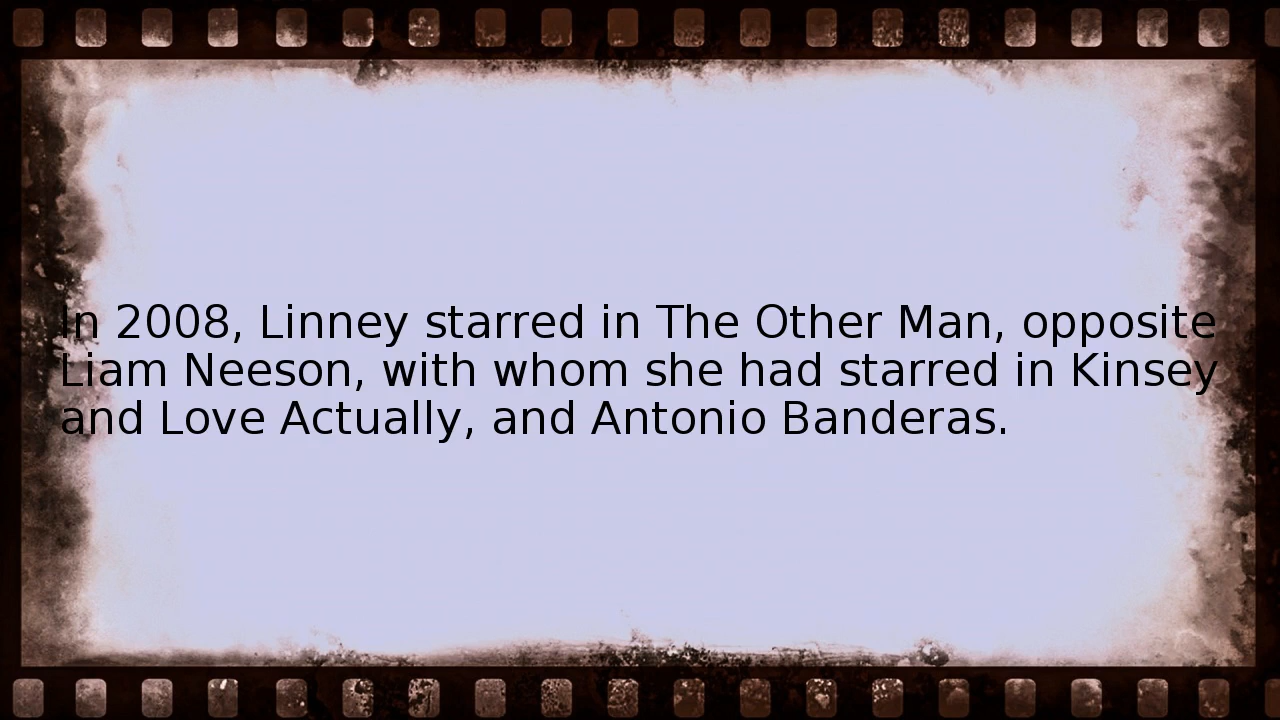 In 2008, Linney starred in The Other Man, opposite
Liam Neeson, with whom she had starred in Kinsey
and Love Actually, and Antonio Banderas.